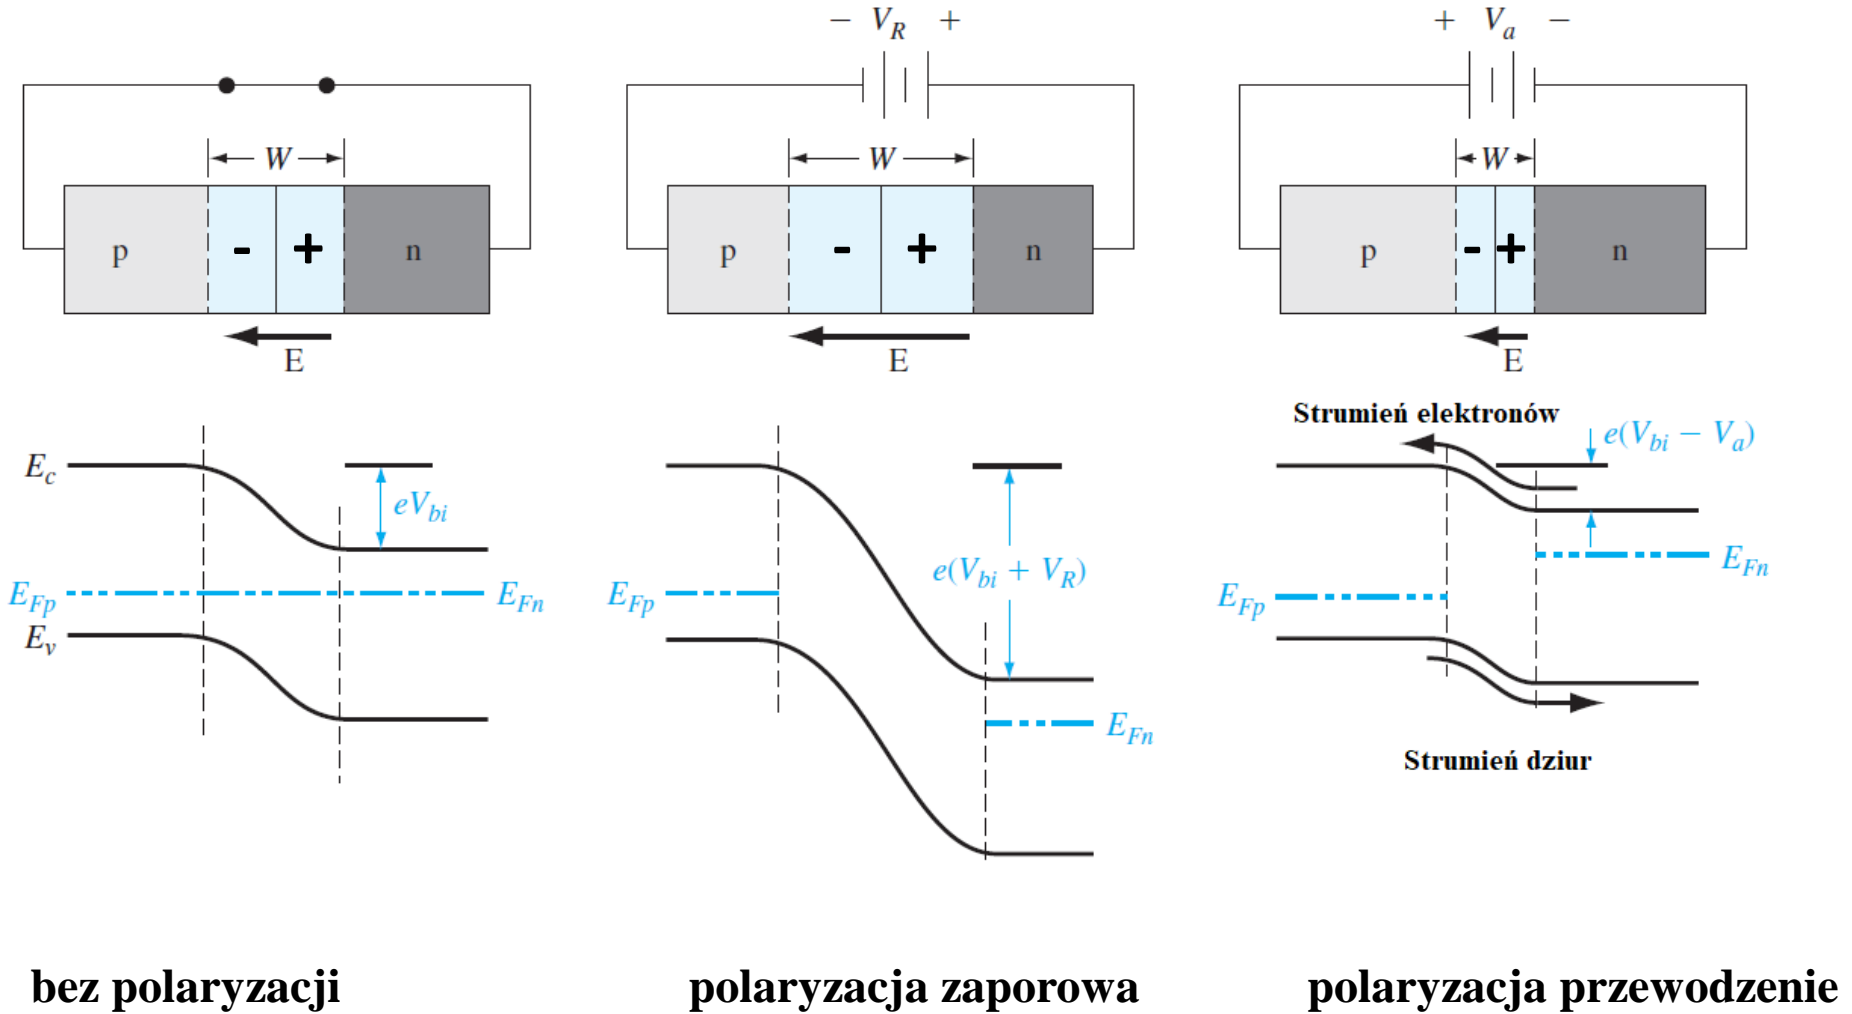 − V_R +
+ V_a −
W
W
W
p - + n
p - + n
p - + n
E
E
E
Strumień elektronów
e(V_bi − V_a)
E_c
eV_bi
e(V_bi + V_R)
E_Fn
E_Fp
E_Fn
E_Fp
E_Fp
E_v
E_Fn
Strumień dziur
bez polaryzacji
polaryzacja zaporowa
polaryzacja przewodzenie